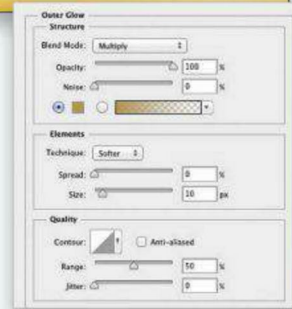 Outer Glow
Structure
Blend Mode: Multiply
Opacity: 100 %
Noise: 0 %
Elements
Technique: Softer
Spread: 0 %
Size: 10 px
Quality
Contour: Anti-aliased
Range: 50 %
Jitter: 0 %